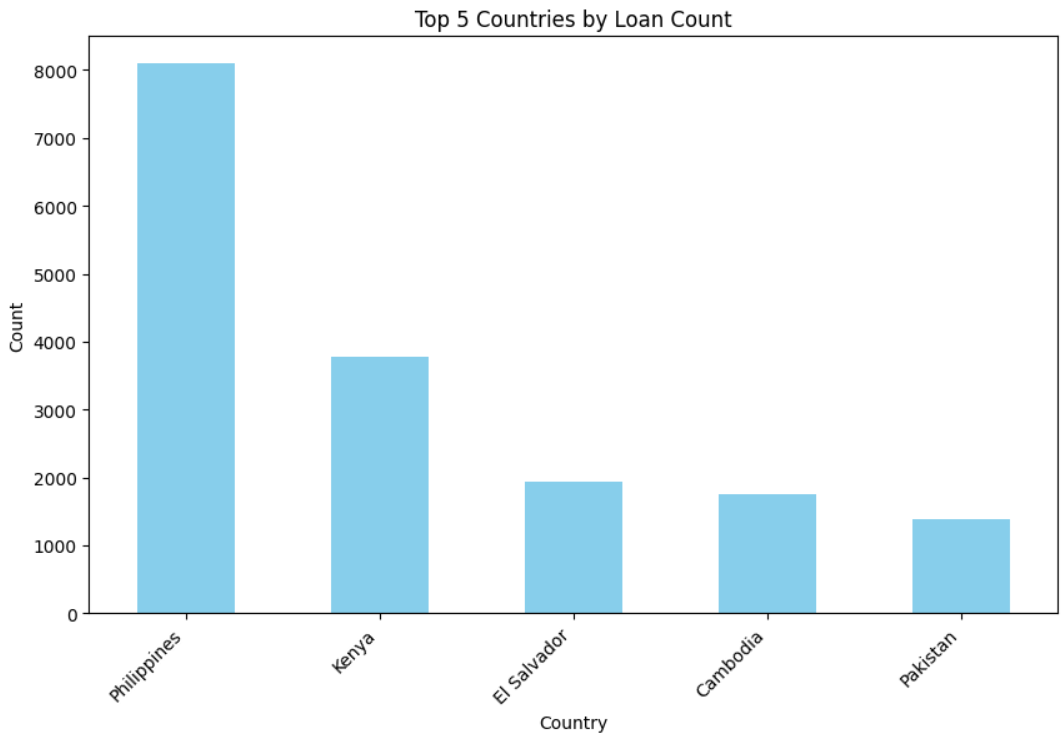 Top 5 Countries by Loan Count
8000
7000
6000
5000
4000
3000
2000
1000
0
Count
Philippines
Kenya
El Salvador
Cambodia
Pakistan
Country